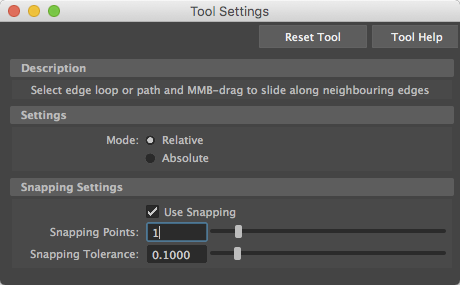 Tool Settings
Reset Tool Tool Help
Description
Select edge loop or path and MMB-drag to slide along neighbouring edges
Settings
Mode: Relative
Absolute
Snapping Settings
Use Snapping
Snapping Points: 1
Snapping Tolerance: 0.1000